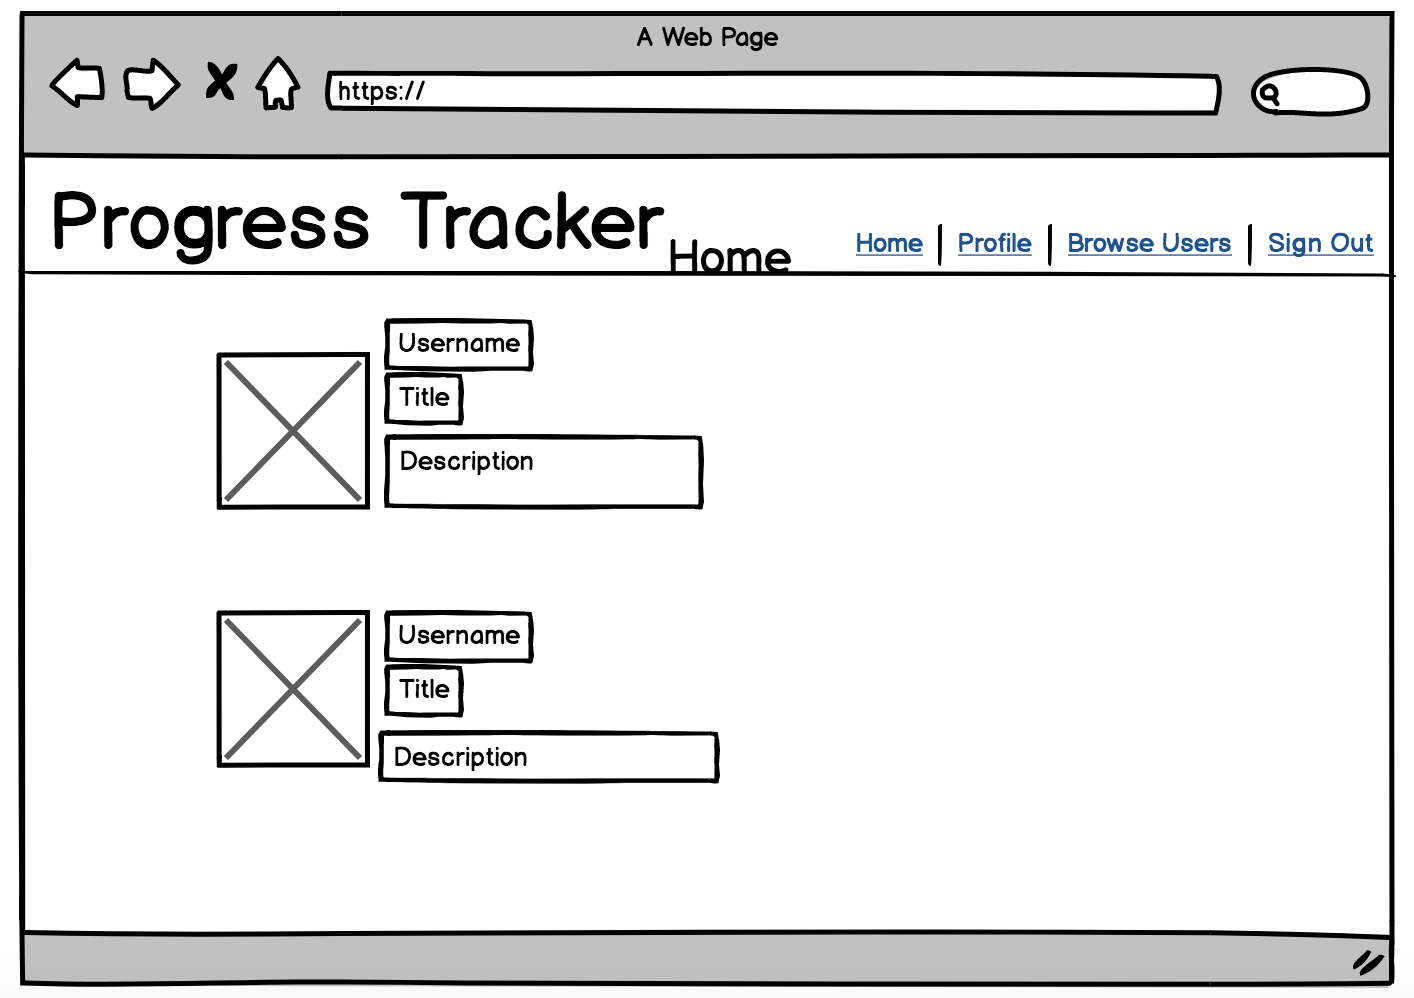 A Web Page
https://
Progress Tracker
Home
Home | Profile | Browse Users | Sign Out
Username
Title
Description
Username
Title
Description